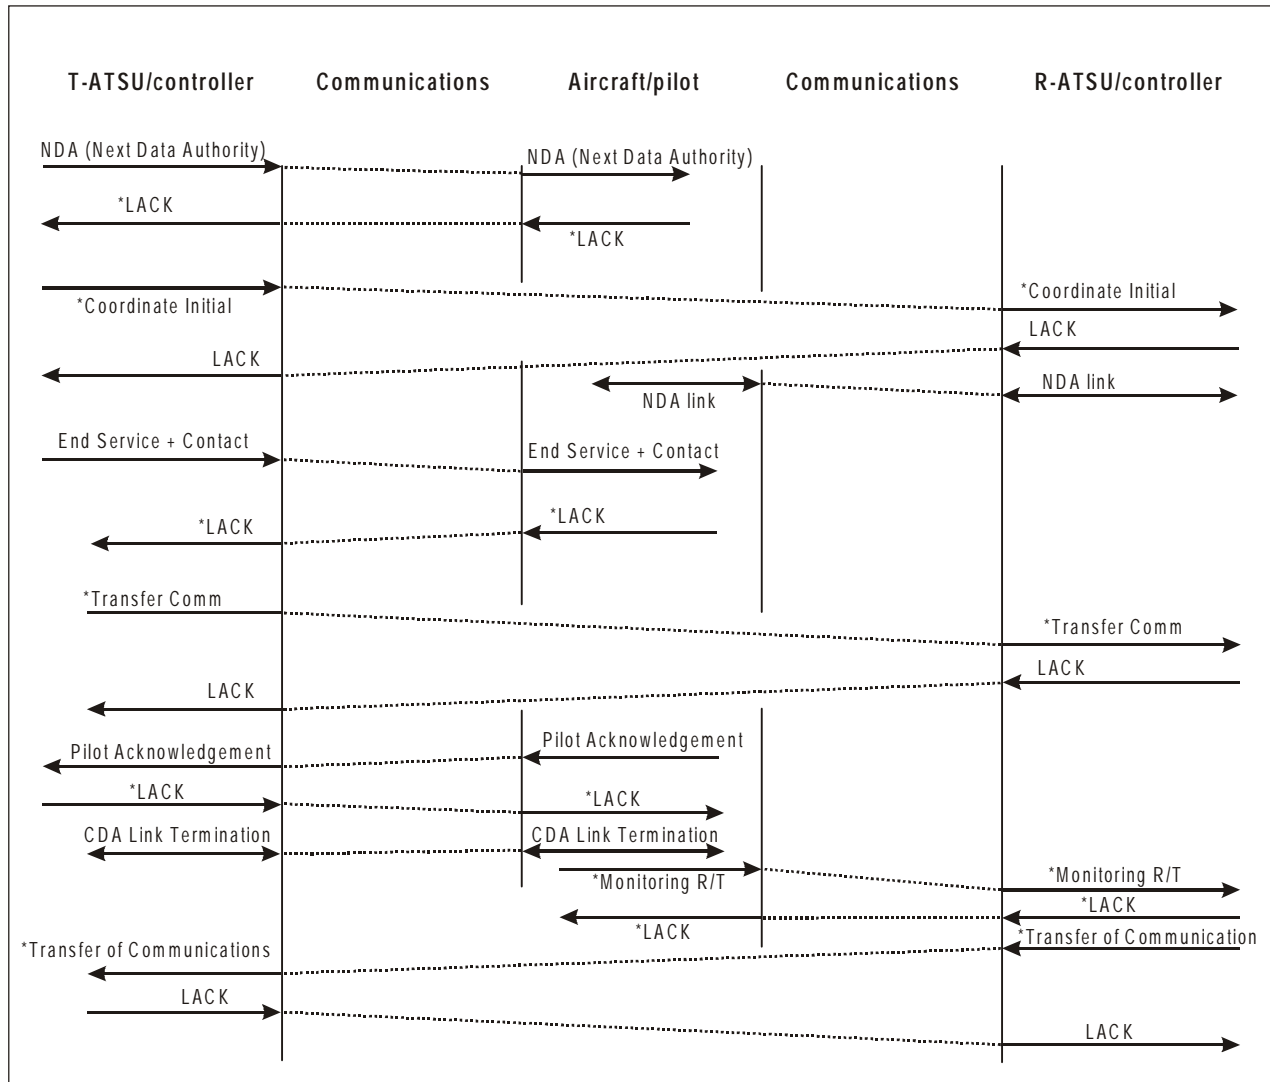 T-ATSU/controller
Communications
Aircraft/pilot
Communications
R-ATSU/controller
NDA (Next Data Authority)
NDA (Next Data Authority)
*LACK
*LACK
*Coordinate Initial
*Coordinate Initial
LACK
LACK
NDA link
NDA link
End Service + Contact
End Service + Contact
*LACK
*LACK
*Transfer Comm
*Transfer Comm
LACK
LACK
Pilot Acknowledgement
Pilot Acknowledgement
*LACK
*LACK
CDA Link Termination
CDA Link Termination
*Monitoring R/T
*Monitoring R/T
*LACK
*LACK
*Transfer of Communications
*Transfer of Communication
LACK
LACK